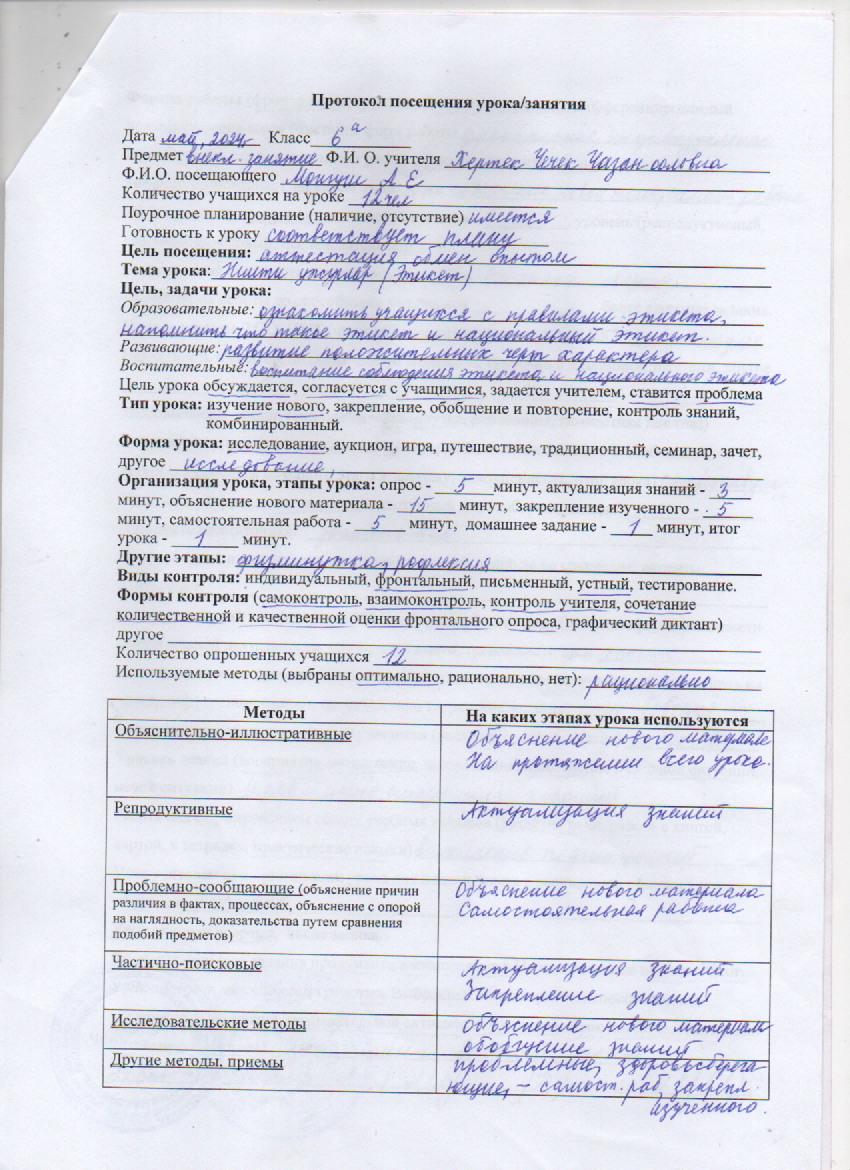 Протокол посещения урока/занятия
Дата май, 2024г. Класс 6 а
Предмет внекл. занятие Ф.И. О. учителя Хертек Чечек Чаган-ооловна
Ф.И.О. посещающего Монгуш А Е
Количество учащихся на уроке 12 чел
Поурочное планирование (наличие, отсутствие) имеется
Готовность к уроку соответствует плану
Цель посещения: аттестация обмен опытом
Тема урока: (Этикет)
Цель, задачи урока:
Образовательные: ознакомить учащихся с правилами этикета,
напомнить что такое этикет и национальный этикет.
Развивающие: развитие положительных черт характера
Воспитательные: воспитание соблюдения этикета и национального этикета
Цель урока обсуждается, согласуется с учащимися, задается учителем, ставится проблема
Тип урока: изучение нового, закрепление, обобщение и повторение, контроль знаний,
комбинированный.
Форма урока: исследование, аукцион, игра, путешествие, традиционный, семинар, зачет,
другое исследование,
Организация урока, этапы урока: опрос - 5 минут, актуализация знаний - 3
минут, объяснение нового материала - 15 минут, закрепление изученного - 5
минут, самостоятельная работа - 5 минут, домашнее задание - 1 минут, итог
урока - 1 минут.
Другие этапы: физминутка, рефлексия
Виды контроля: индивидуальный, фронтальный, письменный, устный, тестирование.
Формы контроля (самоконтроль, взаимоконтроль, контроль учителя, сочетание
количественной и качественной оценки фронтального опроса, графический диктант)
другое
Количество опрошенных учащихся 12
Используемые методы (выбраны оптимально, рационально, нет): рационально
Методы На каких этапах урока используются
Объяснительно-иллюстративные Объяснение нового материала
На протяжении всего урока.
Репродуктивные Актуализация знаний
Проблемно-сообщающие (объяснение причин Объяснение нового материала
различия в фактах, процессах, объяснение с опорой Самостоятельная работа
на наглядность, доказательства путем сравнения
подобий предметов)
Частично-поисковые Актуализация знаний
Закрепление знаний
Исследовательские методы объяснение нового материала
обобщение знаний
Другие методы. приемы проблемные, здоровьесберега
ющие, – самост. раб, закрепл.
изученного.